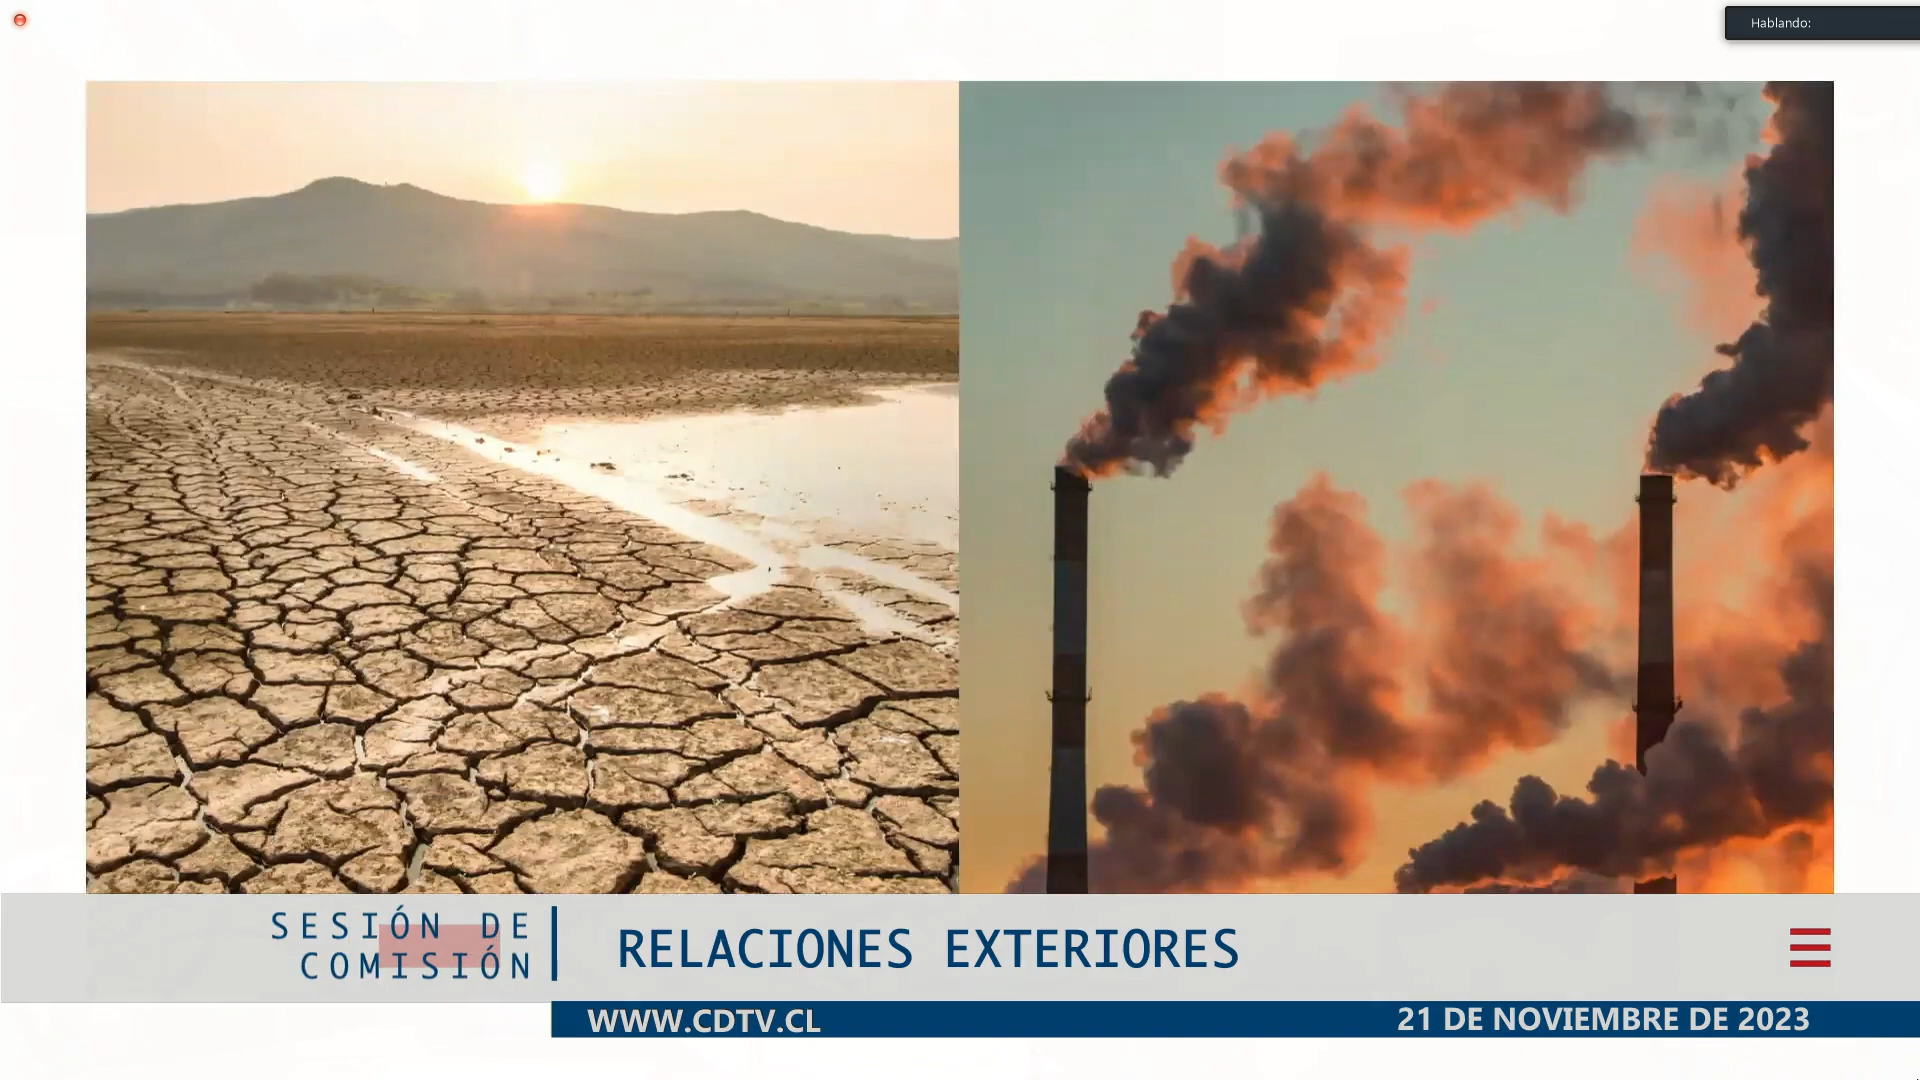 Hablando:
SESIÓN DE
COMISIÓN
RELACIONES EXTERIORES
WWW.CDTV.CL
21 DE NOVIEMBRE DE 2023